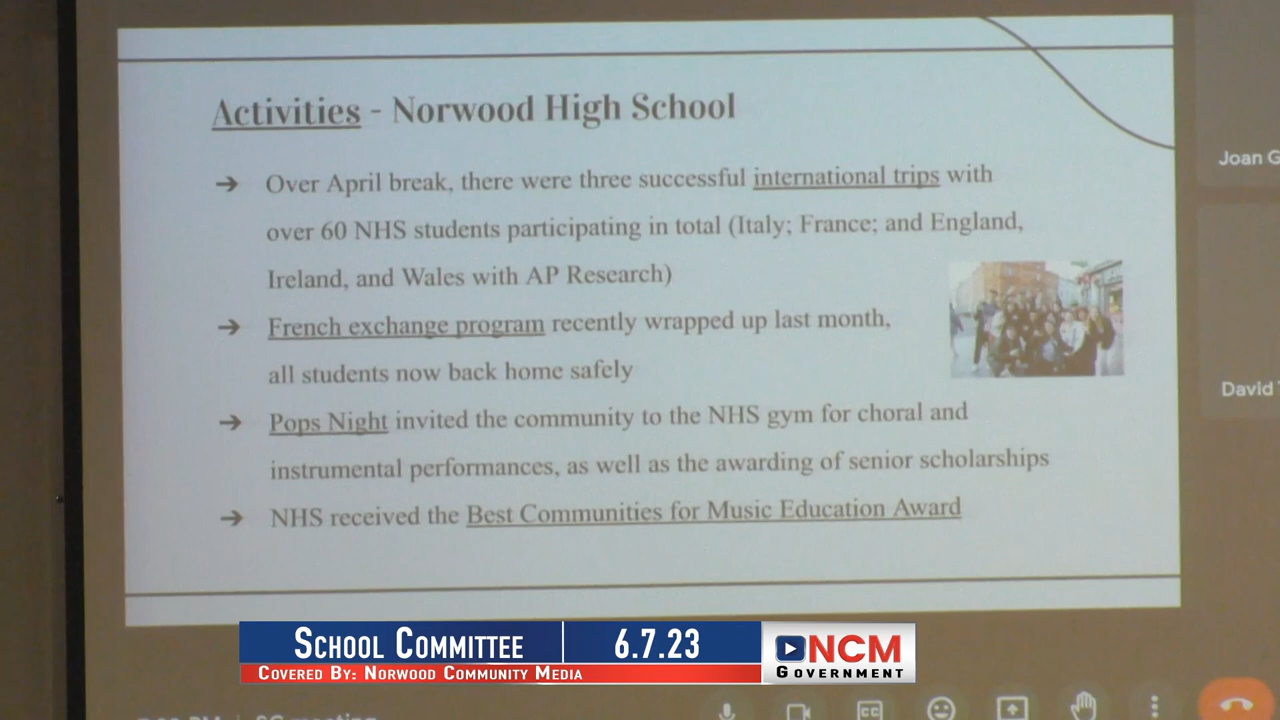 Activities - Norwood High School
➔ Over April break, there were three successful international trips with
over 60 NHS students participating in total (Italy; France; and England,
Ireland, and Wales with AP Research)
➔ French exchange program recently wrapped up last month,
all students now back home safely
➔ Pops Night invited the community to the NHS gym for choral and
instrumental performances, as well as the awarding of senior scholarships
➔ NHS received the Best Communities for Music Education Award
Joan G
David
School Committee 6.7.23
Covered By: Norwood Community Media
NCM
Government
CC